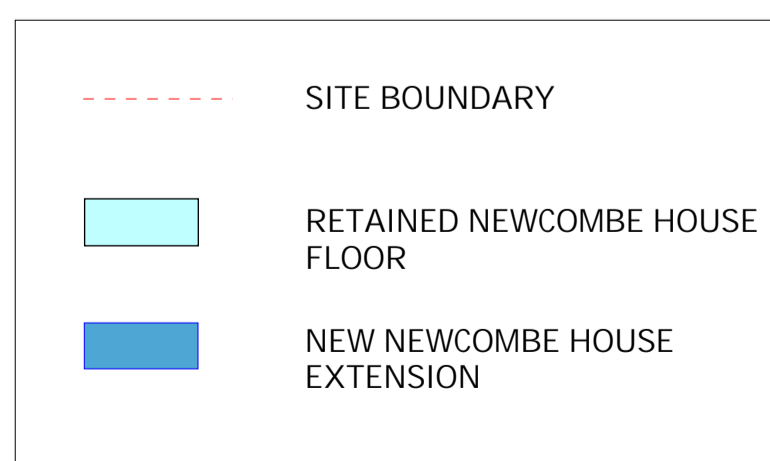 SITE BOUNDARY
RETAINED NEWCOMBE HOUSE
FLOOR
NEW NEWCOMBE HOUSE
EXTENSION